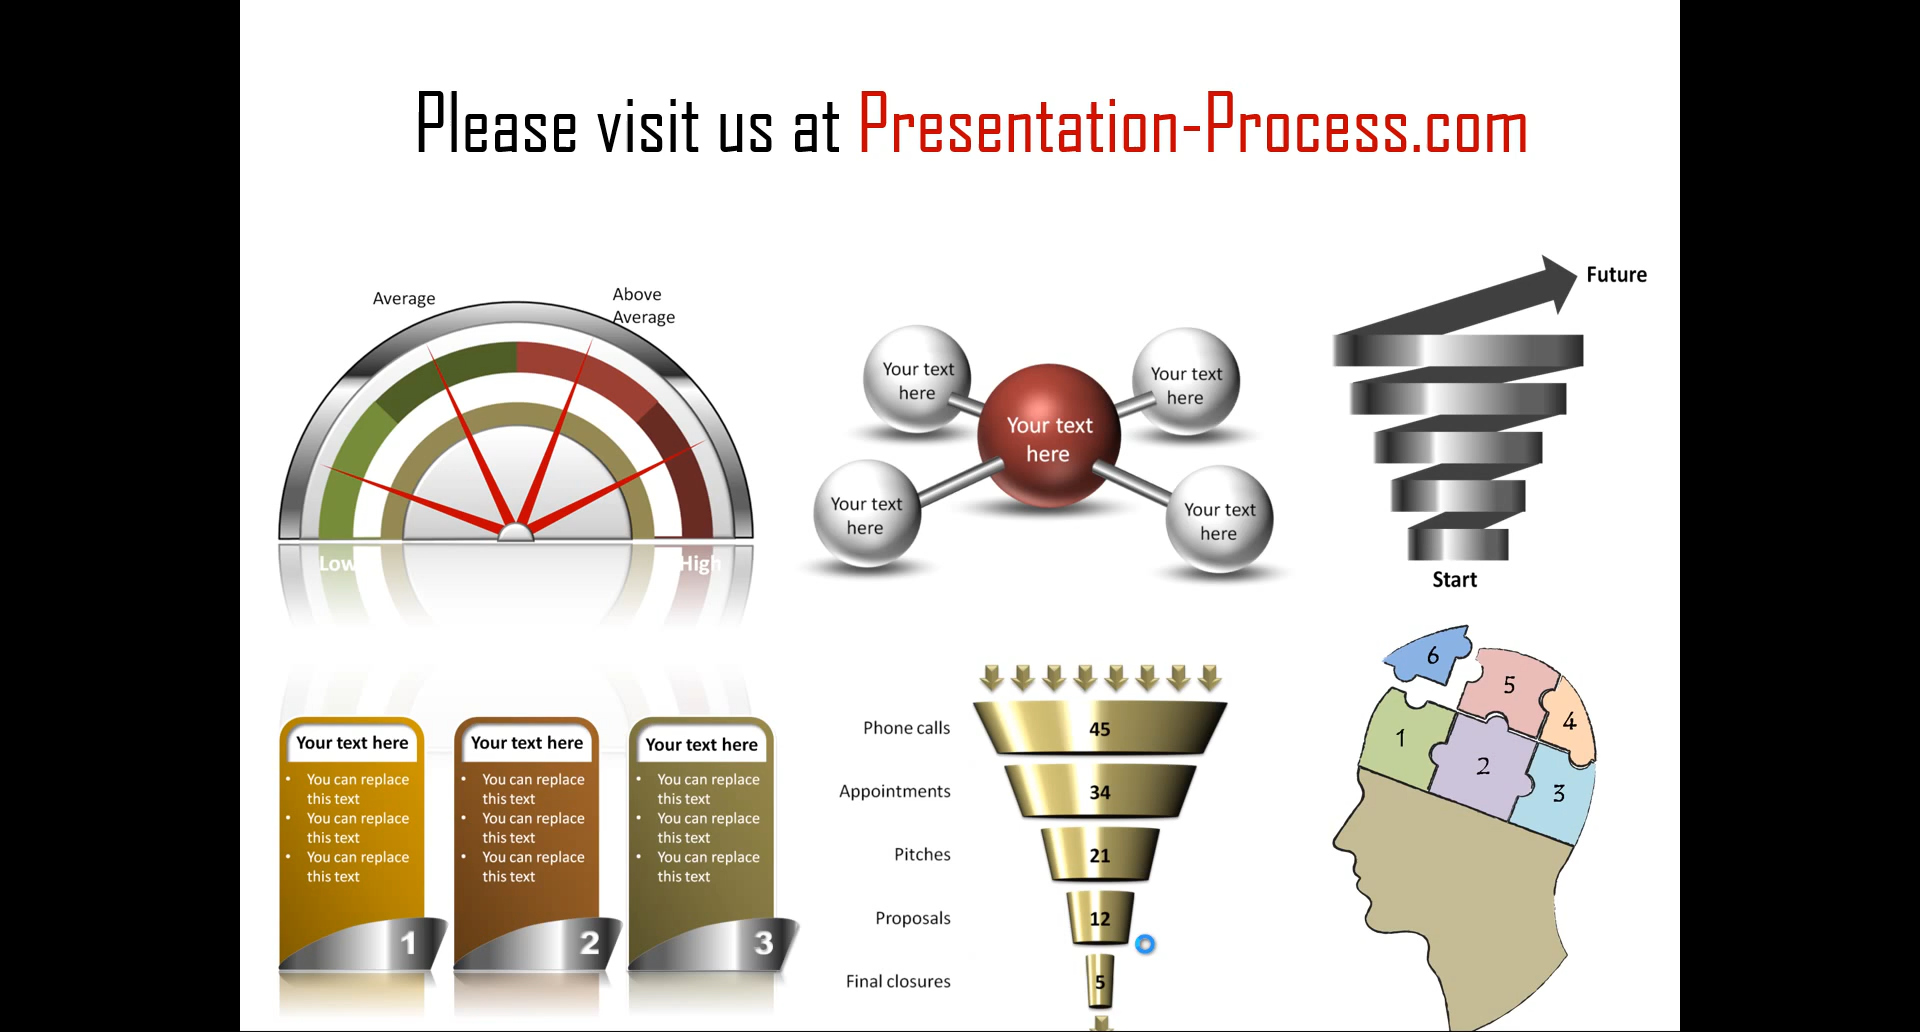 Please visit us at Presentation-Process.com
Average
Above
Average
Low
High
Your text
here
Your text
here
Your text
here
Your text
here
Your text
here
Future
Start
Your text here
• You can replace
this text
• You can replace
this text
• You can replace
this text
1
Your text here
• You can replace
this text
• You can replace
this text
• You can replace
this text
2
Your text here
• You can replace
this text
• You can replace
this text
• You can replace
this text
3
Phone calls 45
Appointments 34
Pitches 21
Proposals 12
Final closures 5
6
5
4
1
2
3